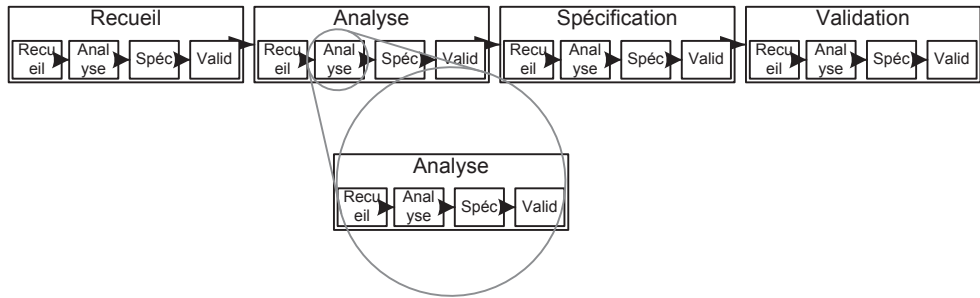 Recueil
Recu
eil
Anal
yse
Spéc
Valid
Analyse
Recu
eil
Anal
yse
Spéc
Valid
Spécification
Recu
eil
Anal
yse
Spéc
Valid
Validation
Recu
eil
Anal
yse
Spéc
Valid
Analyse
Recu
eil
Anal
yse
Spéc
Valid